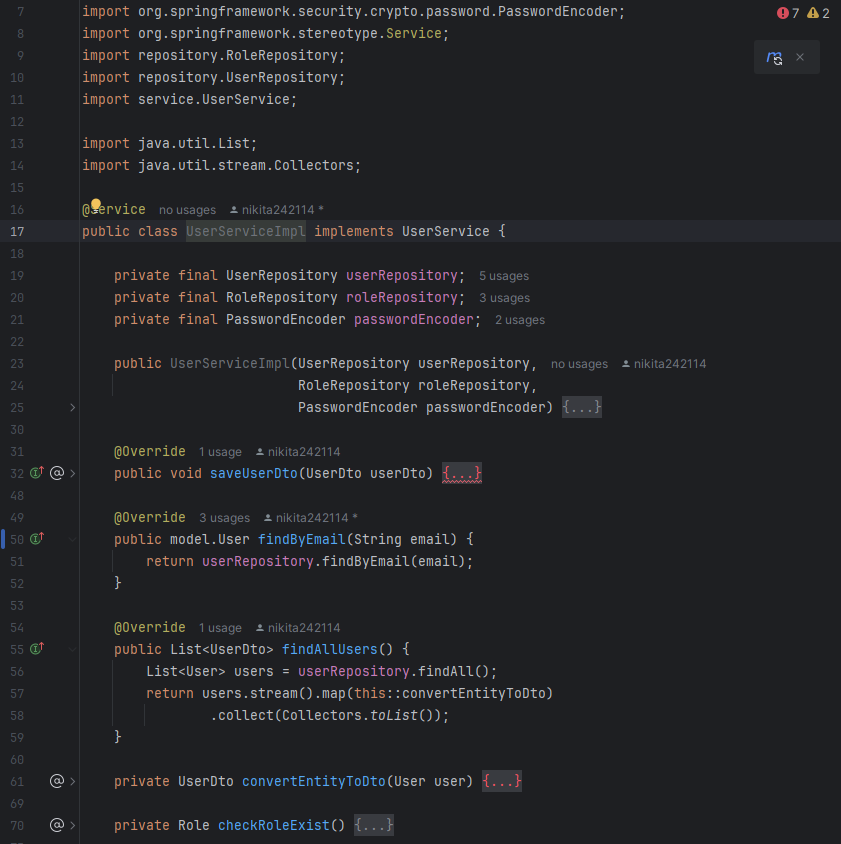 7 import org.springframework.security.crypto.password.PasswordEncoder; 7 2
8 import org.springframework.stereotype.Service;
9 import repository.RoleRepository;
10 import repository.UserRepository;
11 import service.UserService;
12
13 import java.util.List;
14 import java.util.stream.Collectors;
15
16 @Service no usages nikita242114 *
17 public class UserServiceImpl implements UserService {
18
19 private final UserRepository userRepository; 5 usages
20 private final RoleRepository roleRepository; 3 usages
21 private final PasswordEncoder passwordEncoder; 2 usages
22
23 public UserServiceImpl(UserRepository userRepository, no usages nikita242114
24 RoleRepository roleRepository,
25 PasswordEncoder passwordEncoder) {...}
30
31 @Override 1 usage nikita242114
32 @ public void saveUserDto(UserDto userDto) {...}
48
49 @Override 3 usages nikita242114 *
50 public model.User findByEmail(String email) {
51 return userRepository.findByEmail(email);
52 }
53
54 @Override 1 usage nikita242114
55 public List<UserDto> findAllUsers() {
56 List<User> users = userRepository.findAll();
57 return users.stream().map(this::convertEntityToDto)
58 .collect(Collectors.toList());
59 }
60
61 @ private UserDto convertEntityToDto(User user) {...}
69
70 @ private Role checkRoleExist() {...}